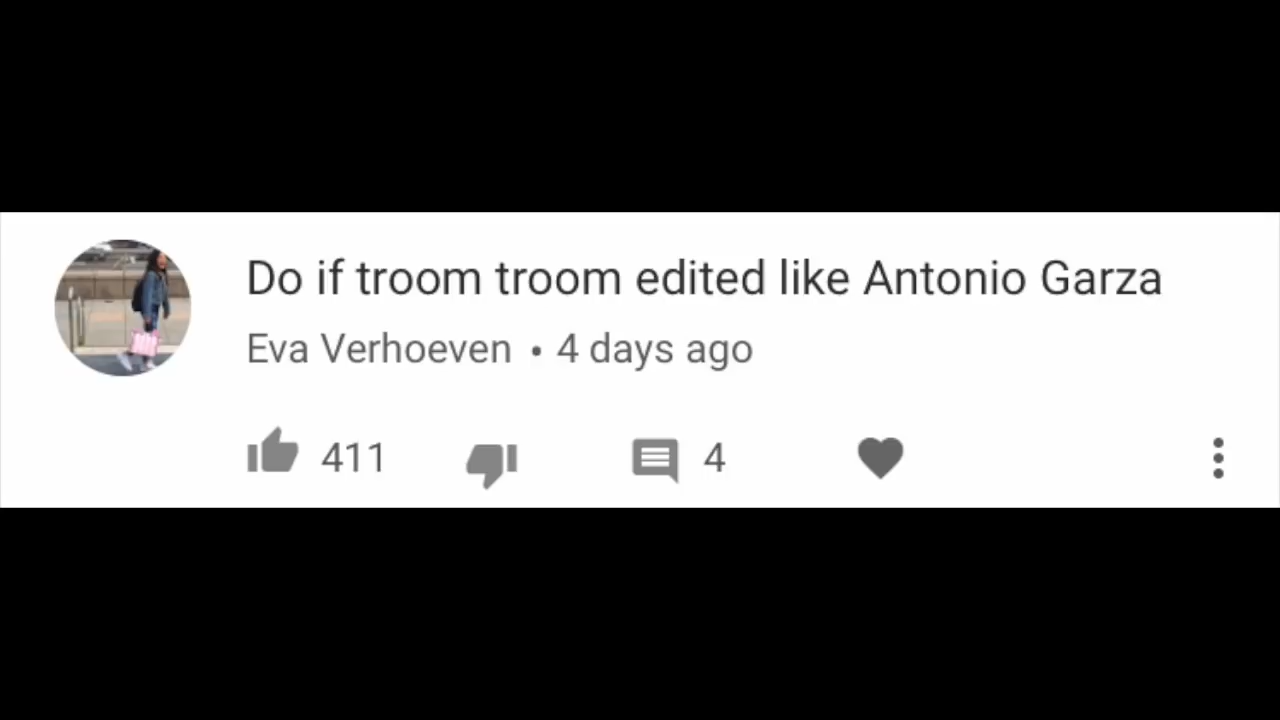 Do if troom troom edited like Antonio Garza
Eva Verhoeven • 4 days ago
411 4